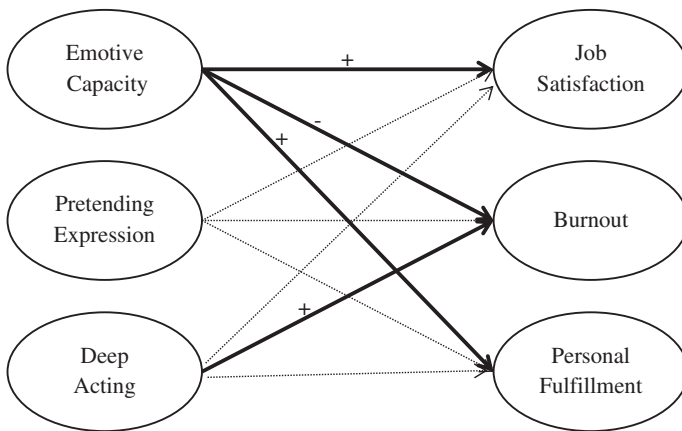 Emotive
Capacity
+
Job
Satisfaction
-
+
Pretending
Expression
Burnout
+
Deep
Acting
Personal
Fulfillment